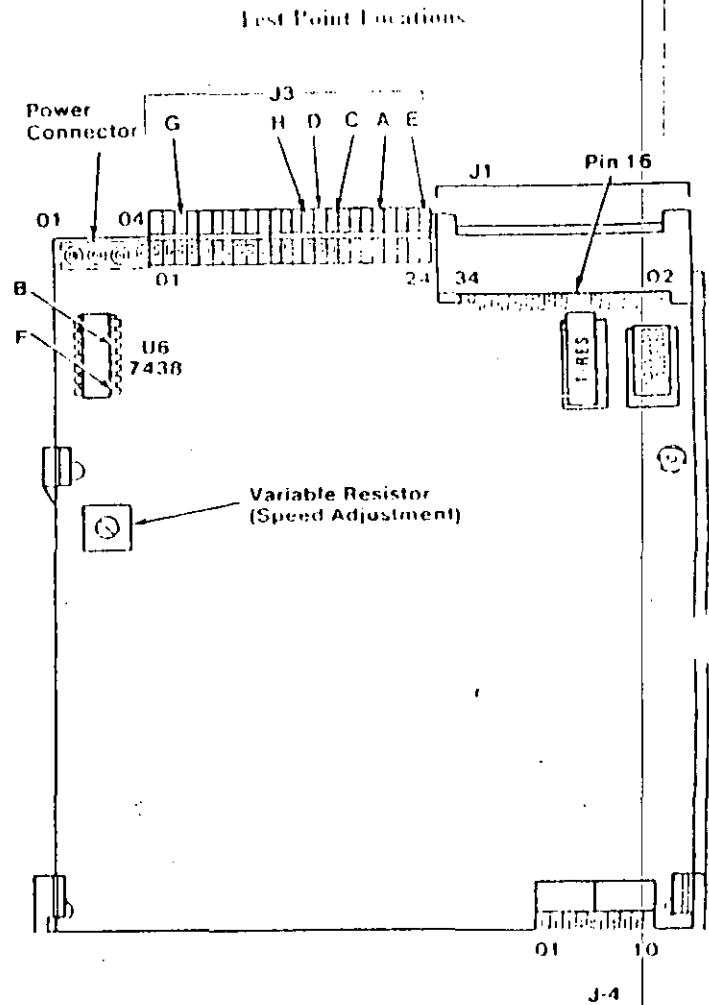 Test Point Locations
J3
Power
Connector
G H D C A E
J1
Pin 16
01 04
01 24 34 02
B
F
U6
7438
T-RES
Variable Resistor
(Speed Adjustment)
01 10
J-4